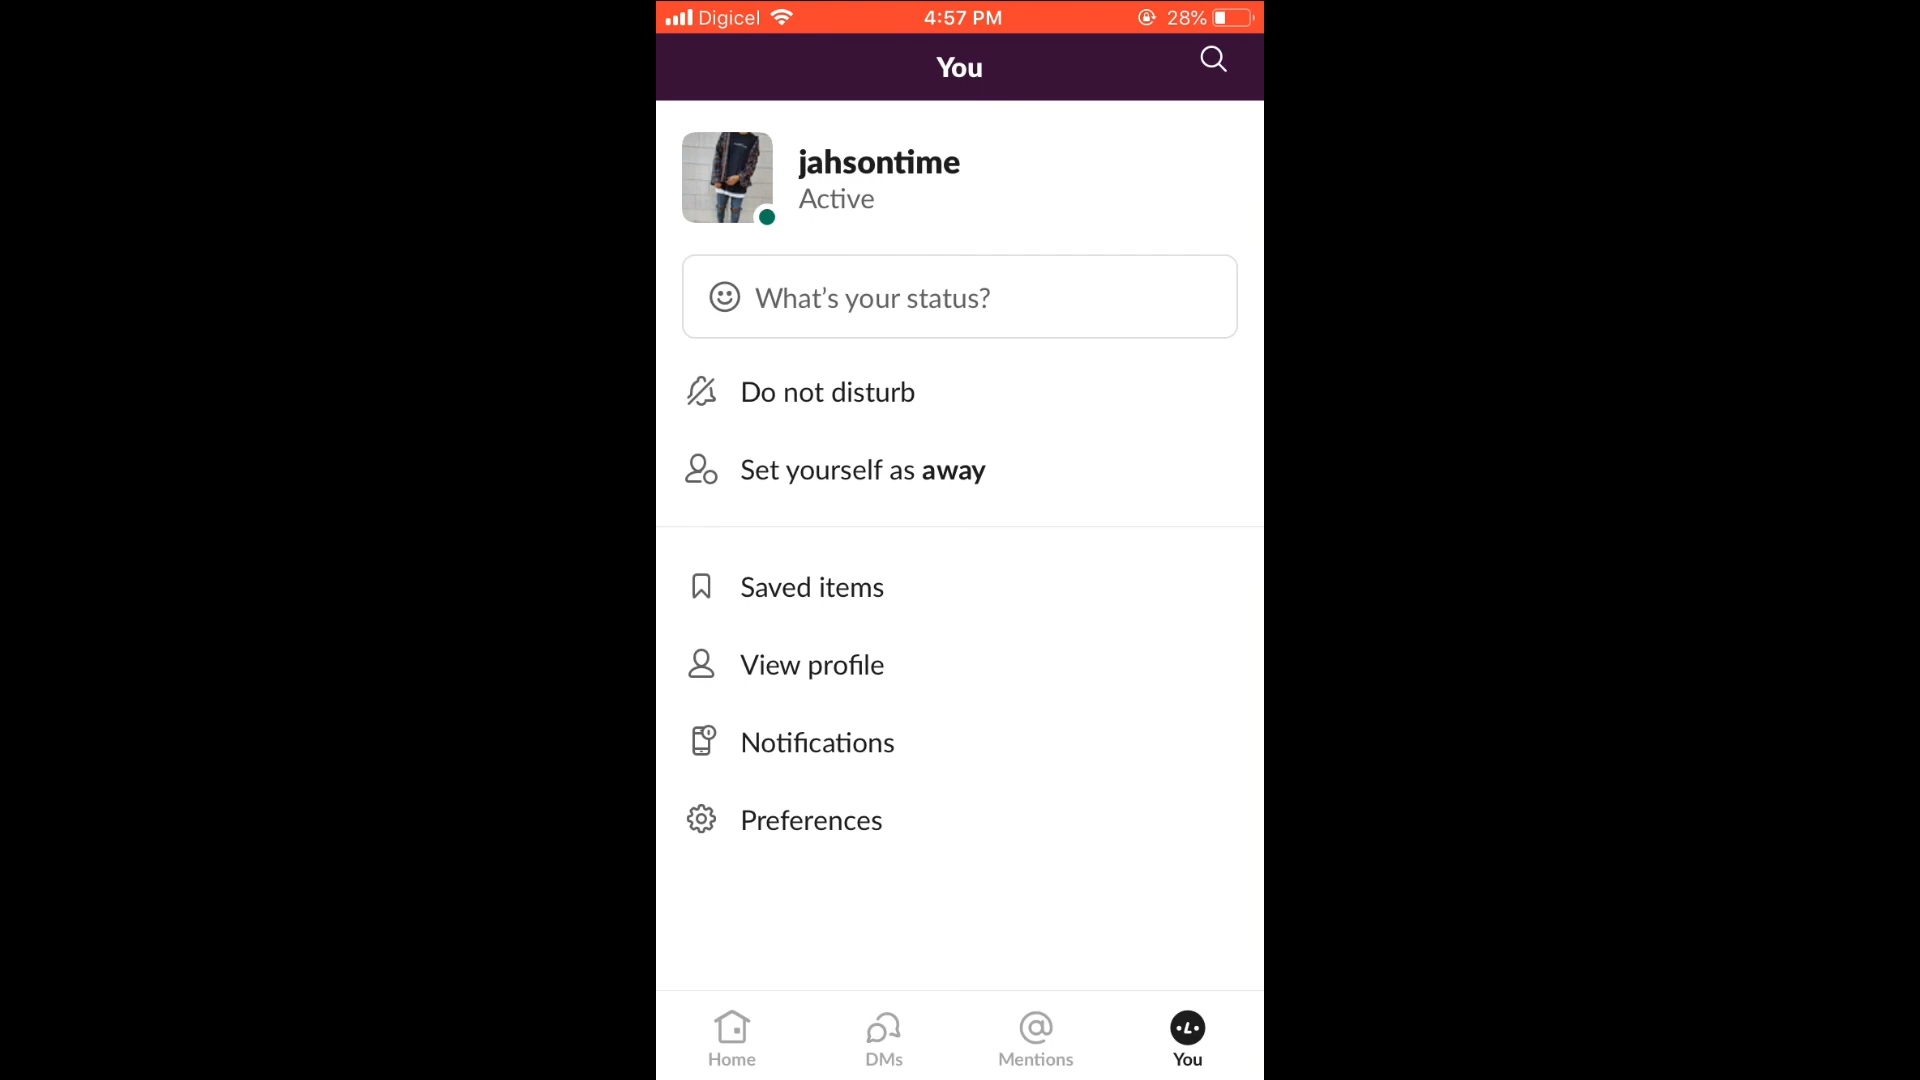 Digicel 4:57 PM 28%
You
jahsontime
Active
What's your status?
Do not disturb
Set yourself as away
Saved items
View profile
Notifications
Preferences
Home DMs Mentions You